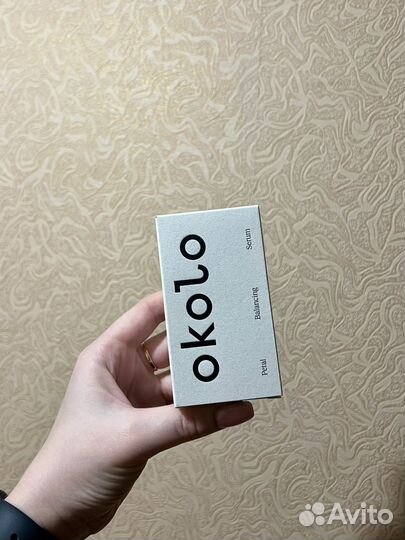 okolo
Petal Balancing Serum
Avito